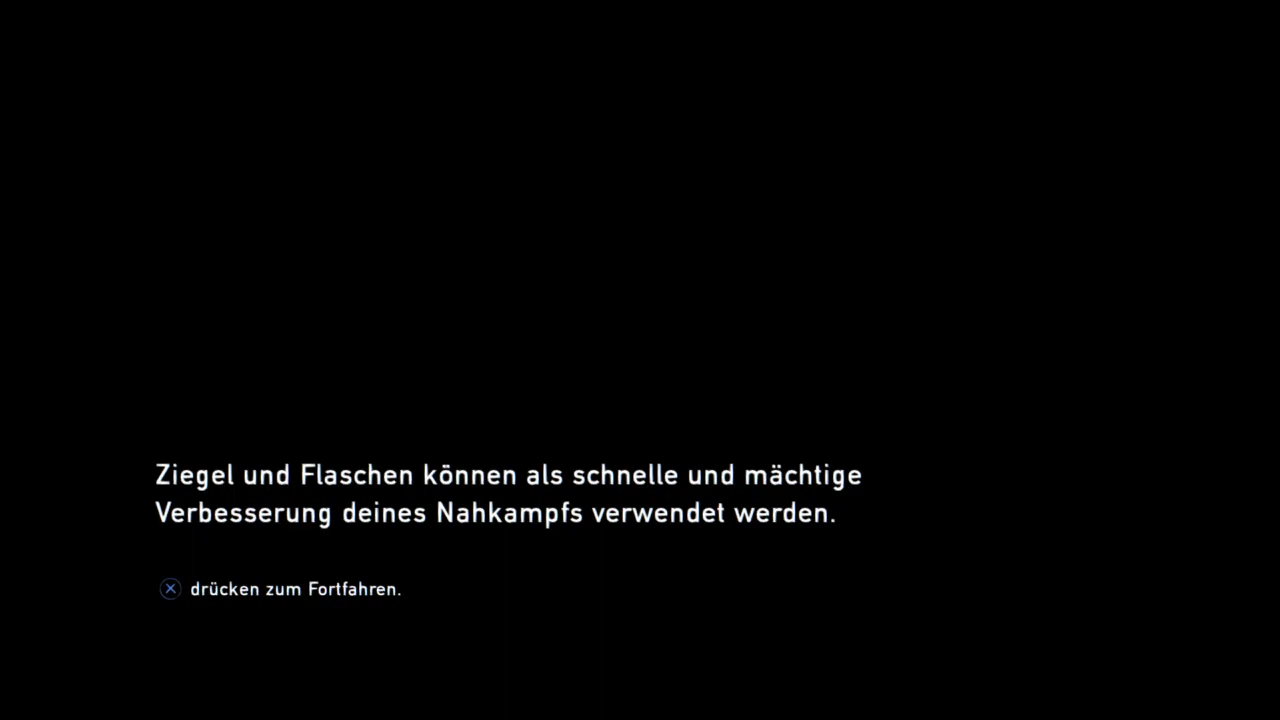 Ziegel und Flaschen können als schnelle und mächtige
Verbesserung deines Nahkampfs verwendet werden.
drücken zum Fortfahren.